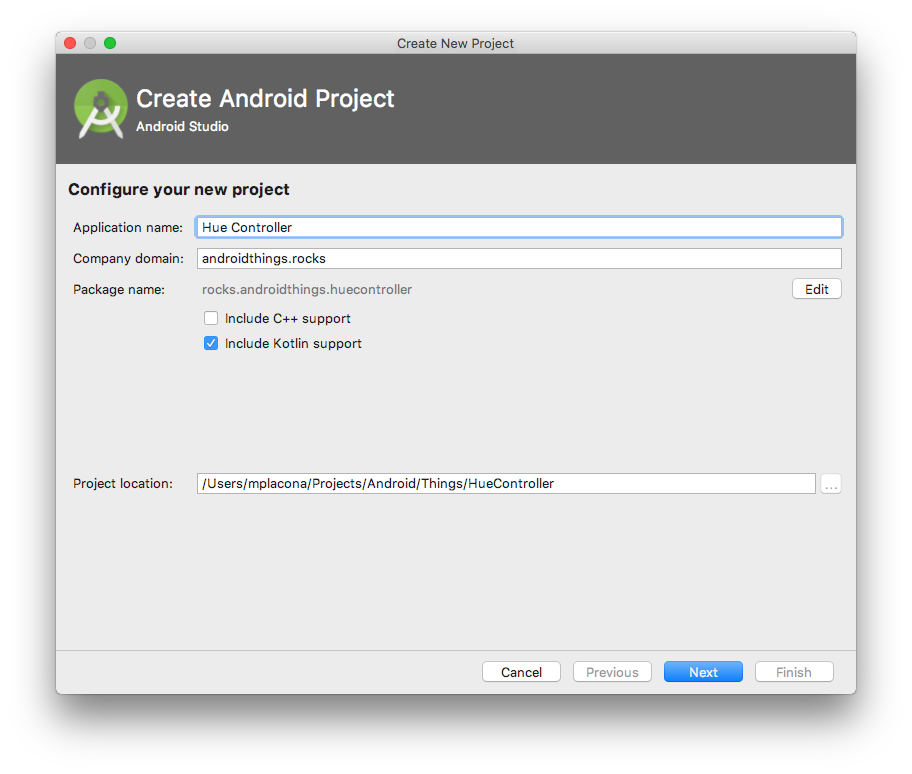 Create New Project
Create Android Project
Android Studio
Configure your new project
Application name: Hue Controller
Company domain: androidthings.rocks
Package name: rocks.androidthings.huecontroller Edit
Include C++ support
Include Kotlin support
Project location: /Users/mplacona/Projects/Android/Things/HueController ...
Cancel Previous Next Finish